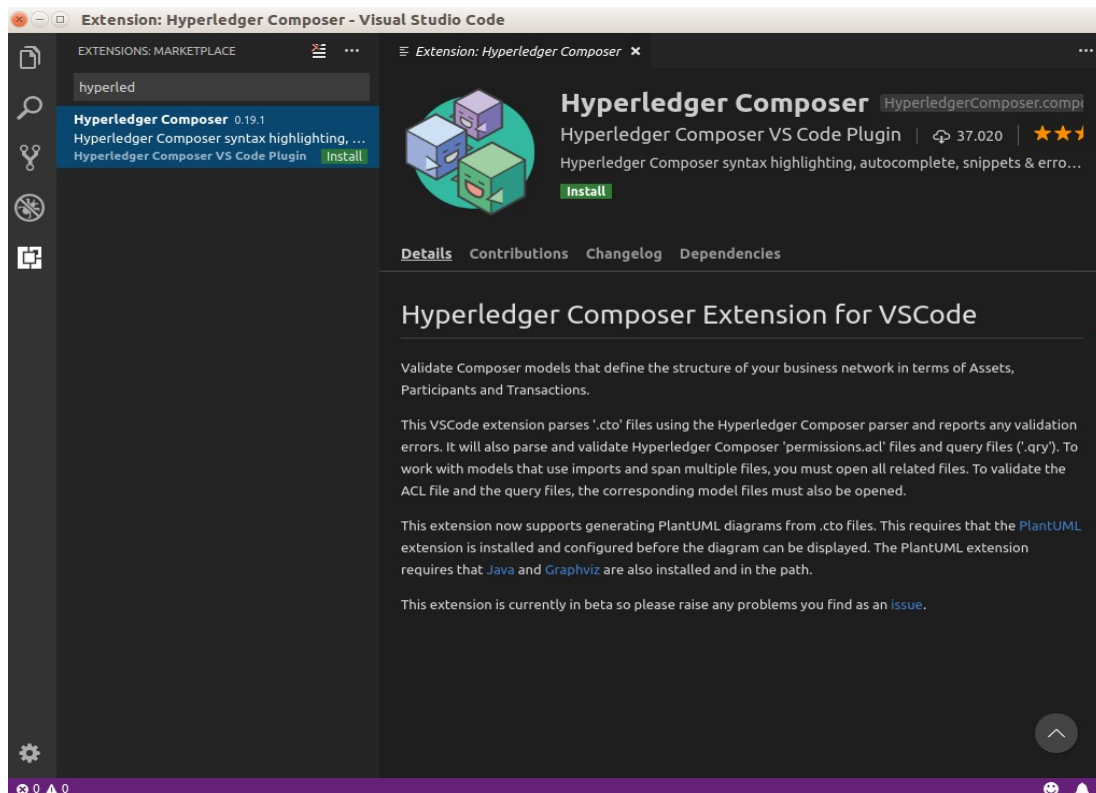 Extension: Hyperledger Composer - Visual Studio Code
EXTENSIONS: MARKETPLACE
hyperled
Hyperledger Composer 0.19.1
Hyperledger Composer syntax highlighting, ...
Hyperledger Composer VS Code Plugin Install
Extension: Hyperledger Composer
Hyperledger Composer HyperledgerComposer.compo
Hyperledger Composer VS Code Plugin | 37.020 |
Hyperledger Composer syntax highlighting, autocomplete, snippets & erro...
Install
Details Contributions Changelog Dependencies
Hyperledger Composer Extension for VSCode
Validate Composer models that define the structure of your business network in terms of Assets,
Participants and Transactions.
This VSCode extension parses '.cto' files using the Hyperledger Composer parser and reports any validation
errors. It will also parse and validate Hyperledger Composer 'permissions.acl' files and query files ('.qry'). To
work with models that use imports and span multiple files, you must open all related files. To validate the
ACL file and the query files, the corresponding model files must also be opened.
This extension now supports generating PlantUML diagrams from .cto files. This requires that the PlantUML
extension is installed and configured before the diagram can be displayed. The PlantUML extension
requires that Java and Graphviz are also installed and in the path.
This extension is currently in beta so please raise any problems you find as an issue.
0 0